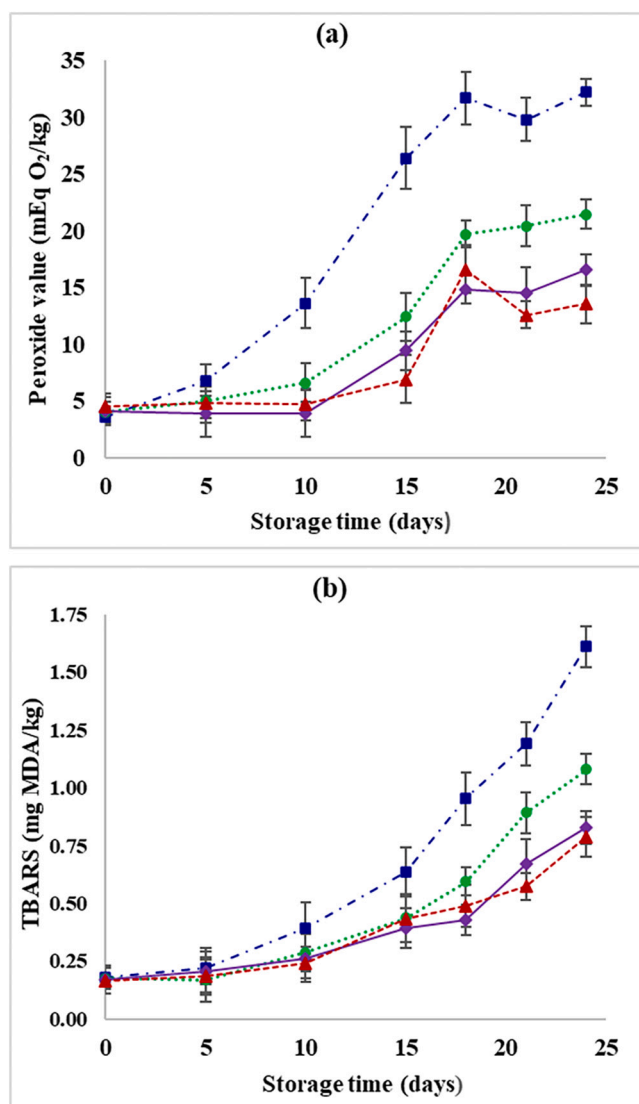 (a)
Peroxide value (mEq O₂/kg)
35
30
25
20
15
10
5
0
0 5 10 15 20 25
Storage time (days)
(b)
TBARS (mg MDA/kg)
1.75
1.50
1.25
1.00
0.75
0.50
0.25
0.00
0 5 10 15 20 25
Storage time (days)